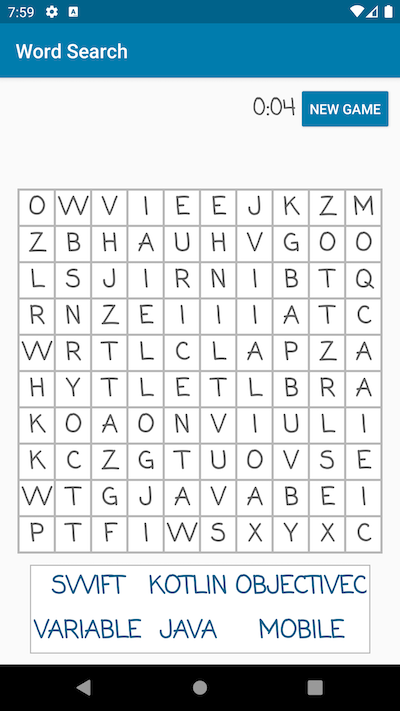 7:59
Word Search
0:04 NEW GAME
O W V I E E J K Z M
Z B H A U H V G O O
L S J I R N I B T Q
R N Z E I I I A T C
W R T L C L A P Z A
H Y T L E T L B R A
K O A O N V I U L I
K C Z G T U O V S E
W T G J A V A B E I
P T F I W S X Y X C
SWIFT KOTLIN OBJECTIVEC
VARIABLE JAVA MOBILE